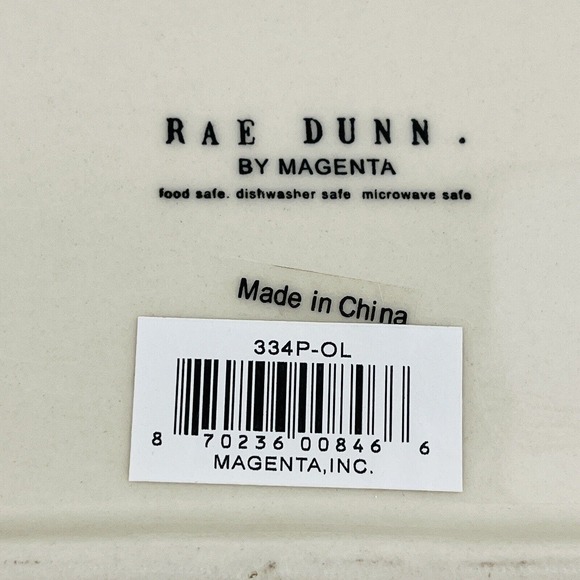 RAE DUNN.
BY MAGENTA
food safe. dishwasher safe microwave safe
Made in China
334P-OL
8 70236 00846 6
MAGENTA,INC.